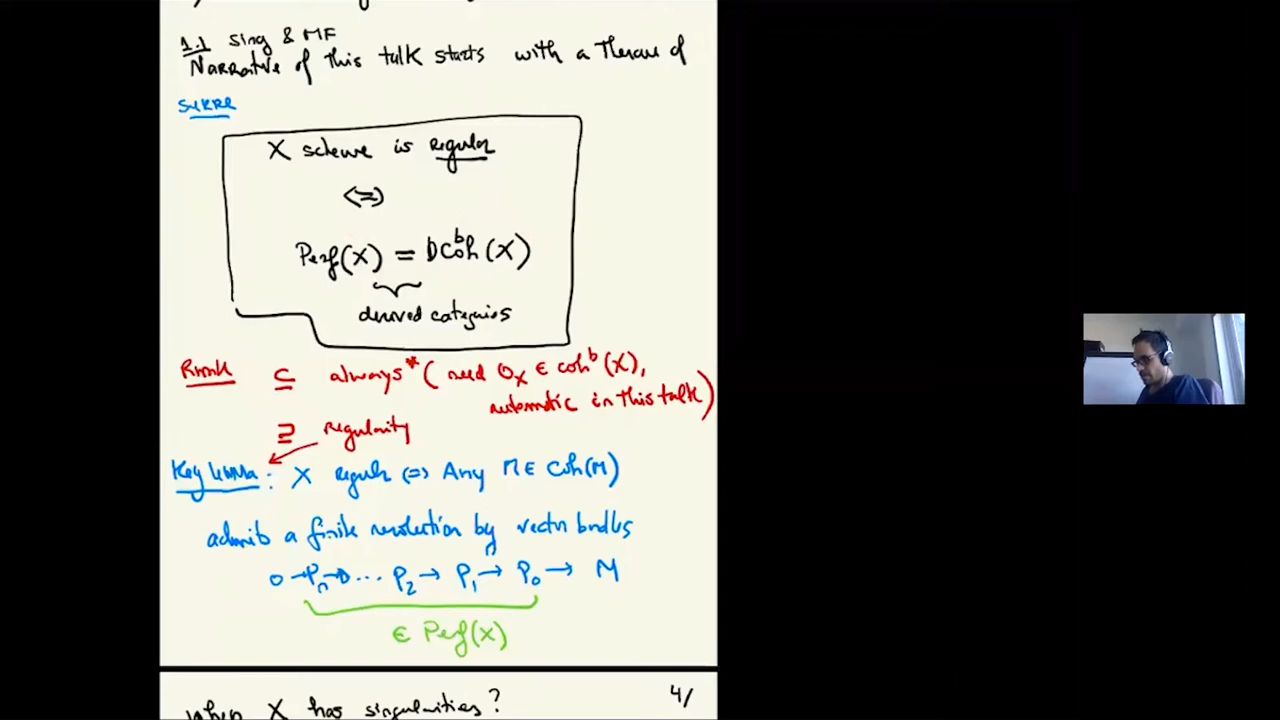 1.1 Sing & MF
Narrative of this talk starts with a Theorem of
SERRE
X scheme is regular
<=>
Perf(X) = DCoh^b(X)
derived categories
Rmk ⊆ always* (need O_X ∈ Coh^b(X),
automatic in this talk)
⊇ regularity
Key lemma: X regular <=> Any M ∈ Coh(M)
admits a finite resolution by vector bundles
0 → P_n → ... P_2 → P_1 → P_0 → M
∈ Perf(X)
4/
When X has singularities?